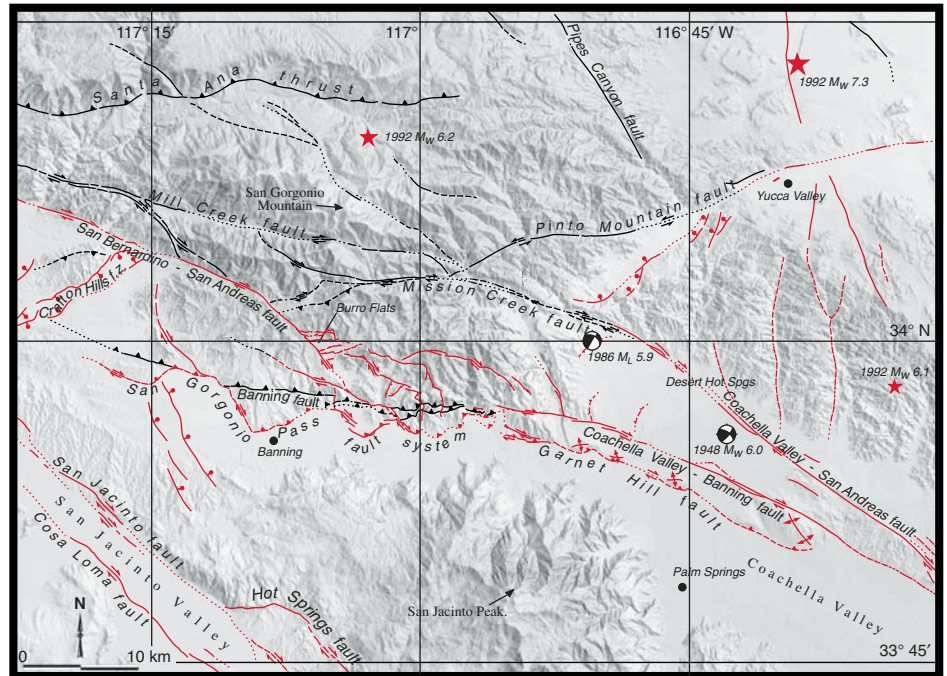 117° 15′
117°
116° 45′ W
Santa Ana thrust
Pipes Canyon fault
1992 MW 7.3
1992 MW 6.2
Yucca Valley
San Gorgonio
Mountain
Mill Creek fault
Pinto Mountain fault
San Bernardino - San Andreas fault
Crafton Hills f.z.
Mission Creek fault
Burro Flats
34° N
1986 ML 5.9
1992 MW 6.1
Desert Hot Spgs
San Gorgonio Pass fault system
Banning fault
Banning
Coachella Valley - San Andreas fault
Coachella Valley - Banning fault
1948 MW 6.0
Garnet Hill fault
San Jacinto fault
San Jacinto Valley
Cosa Loma fault
Palm Springs
Coachella Valley
Hot Springs fault
San Jacinto Peak.
N
0
10 km
33° 45′